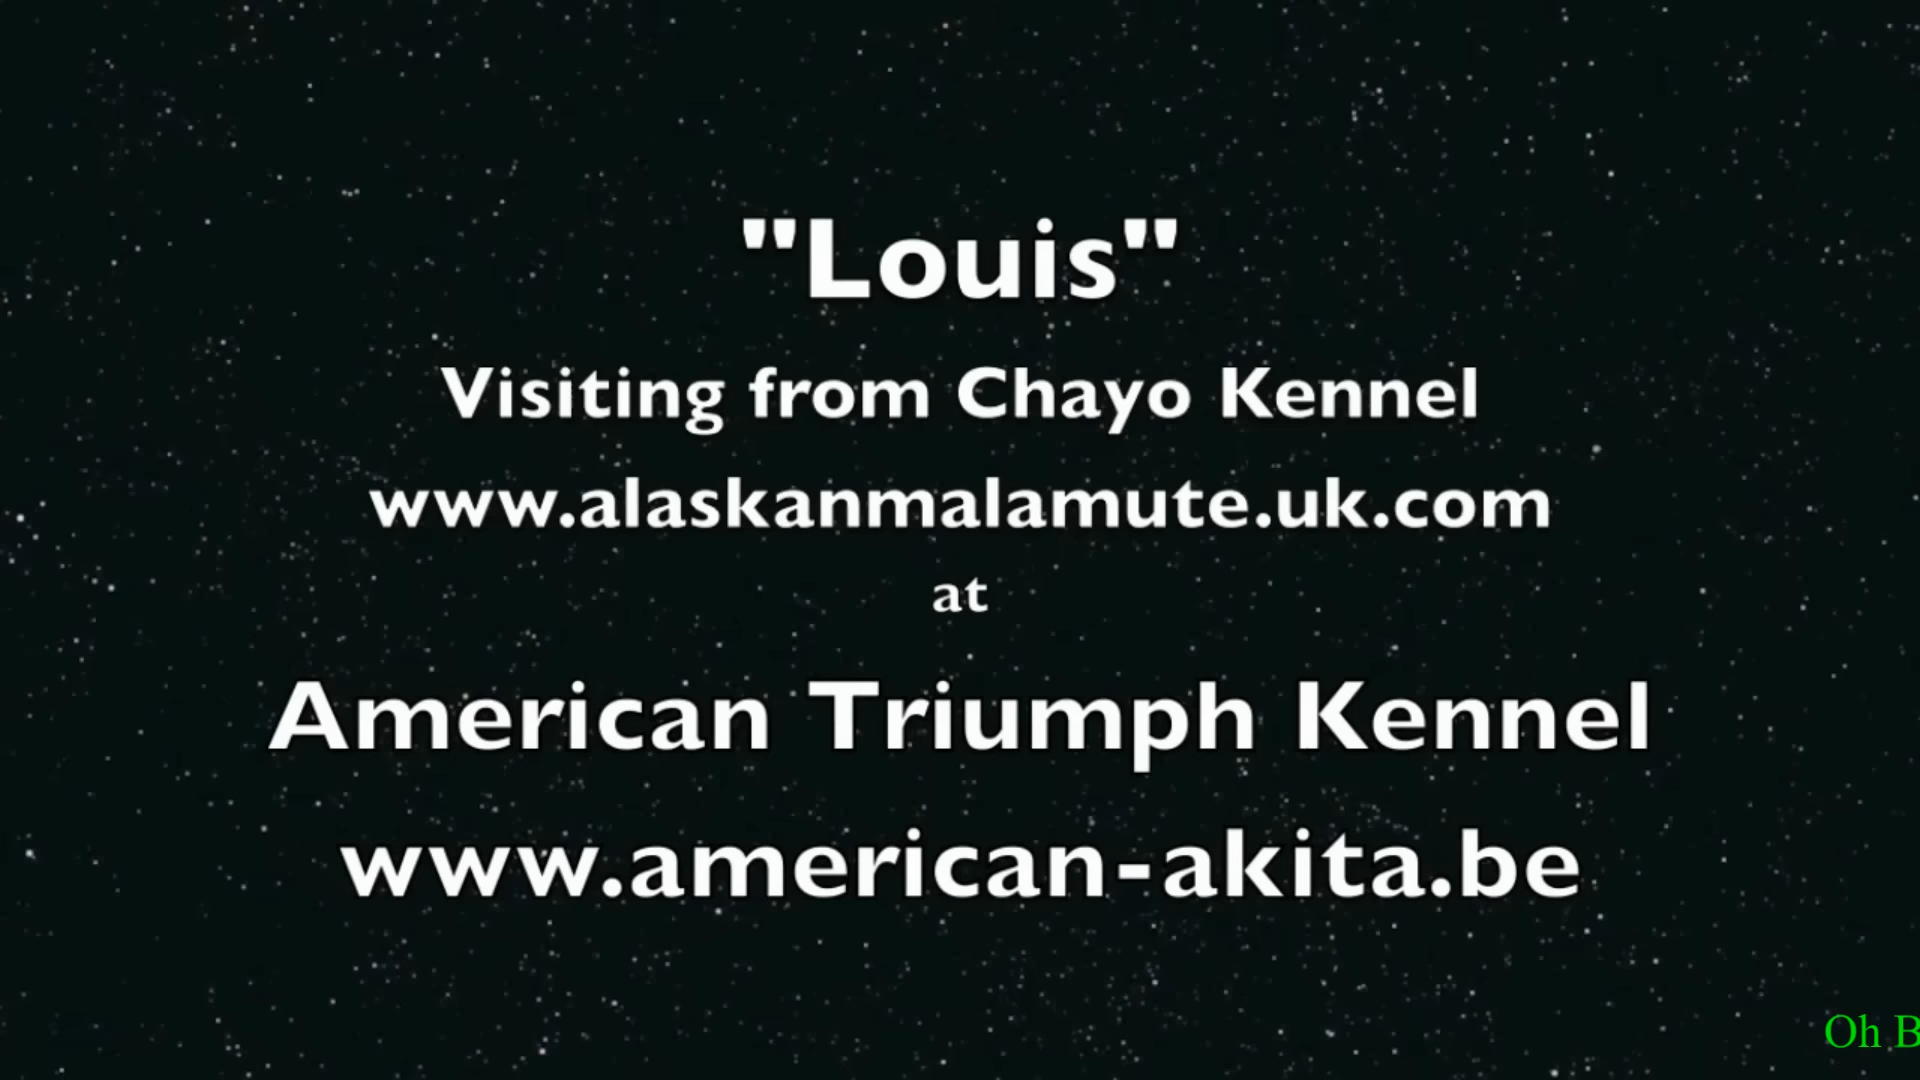 "Louis"
Visiting from Chayo Kennel
www.alaskanmalamute.uk.com
at
American Triumph Kennel
www.american-akita.be
Oh B